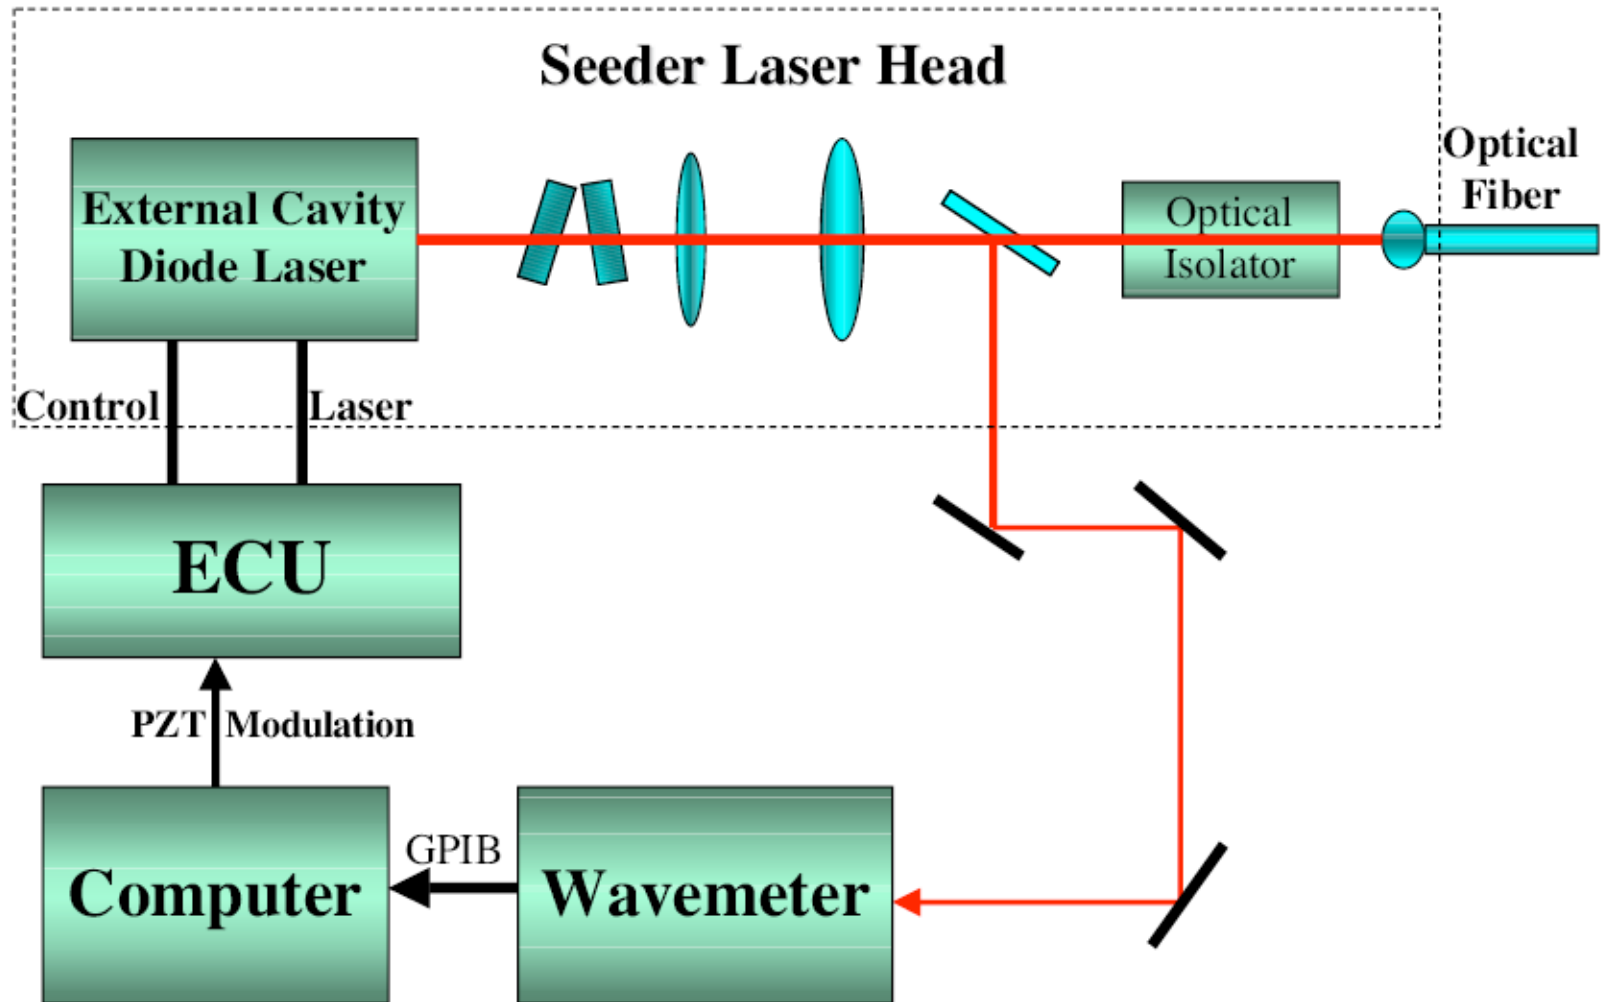 Seeder Laser Head
External Cavity
Diode Laser
Optical
Isolator
Optical
Fiber
Control
Laser
ECU
PZT Modulation
Computer
GPIB
Wavemeter